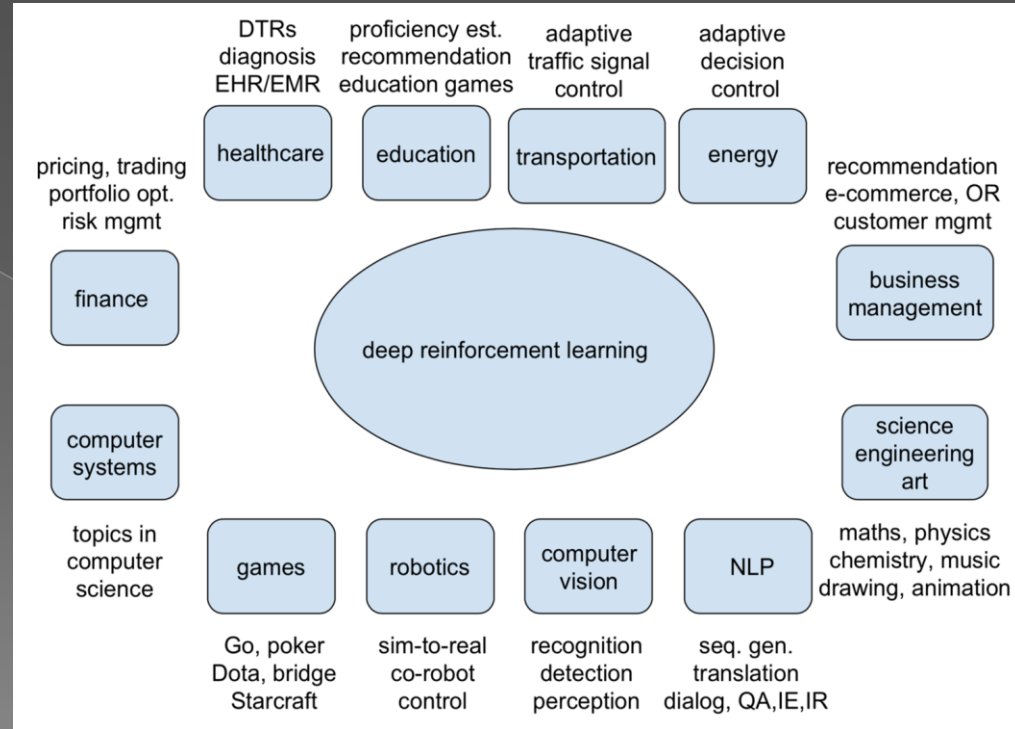 DTRs
diagnosis
EHR/EMR
healthcare
proficiency est.
recommendation
education games
education
adaptive
traffic signal
control
transportation
adaptive
decision
control
energy
pricing, trading
portfolio opt.
risk mgmt
finance
recommendation
e-commerce, OR
customer mgmt
business
management
deep reinforcement learning
computer
systems
topics in
computer
science
science
engineering
art
maths, physics
chemistry, music
drawing, animation
games
Go, poker
Dota, bridge
Starcraft
robotics
sim-to-real
co-robot
control
computer
vision
recognition
detection
perception
NLP
seq. gen.
translation
dialog, QA,IE,IR